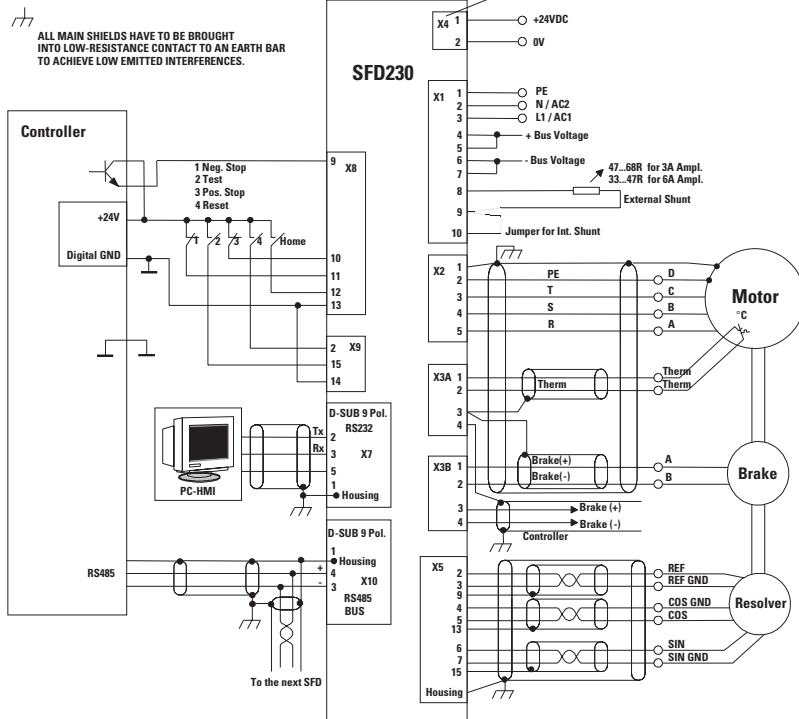 ALL MAIN SHIELDS HAVE TO BE BROUGHT
INTO LOW-RESISTANCE CONTACT TO AN EARTH BAR
TO ACHIEVE LOW EMITTED INTERFERENCES.
SFD230
X4 1 +24VDC
2 0V
X1 1 PE
2 N / AC2
3 L1 / AC1
4 + Bus Voltage
5
6 - Bus Voltage
7
47...68R for 3A Ampl.
33...47R for 6A Ampl.
8
External Shunt
9
10 Jumper for Int. Shunt
Controller
+24V
Digital GND
1 Neg. Stop
2 Test
3 Pos. Stop
4 Reset
1 2 3 4 Home
9 X8
10
11
12
13
2 X9
15
14
X2 1
2 PE D
3 T C
4 S B
5 R A
Motor
°C
X3A 1 Therm
2 Therm Therm
3
4
X3B 1 Brake(+) A
2 Brake(-) B
3 Brake (+)
4 Brake (-)
Controller
Brake
PC-HMI
D-SUB 9 Pol.
RS232
Tx 2
Rx 3 X7
5
1
Housing
D-SUB 9 Pol.
1
Housing
RS485
+ 4
X10
- 3
RS485
BUS
To the next SFD
X5
2 REF
3 REF GND
9
4 COS GND
5 COS
13
6 SIN
7 SIN GND
15
Housing
Resolver